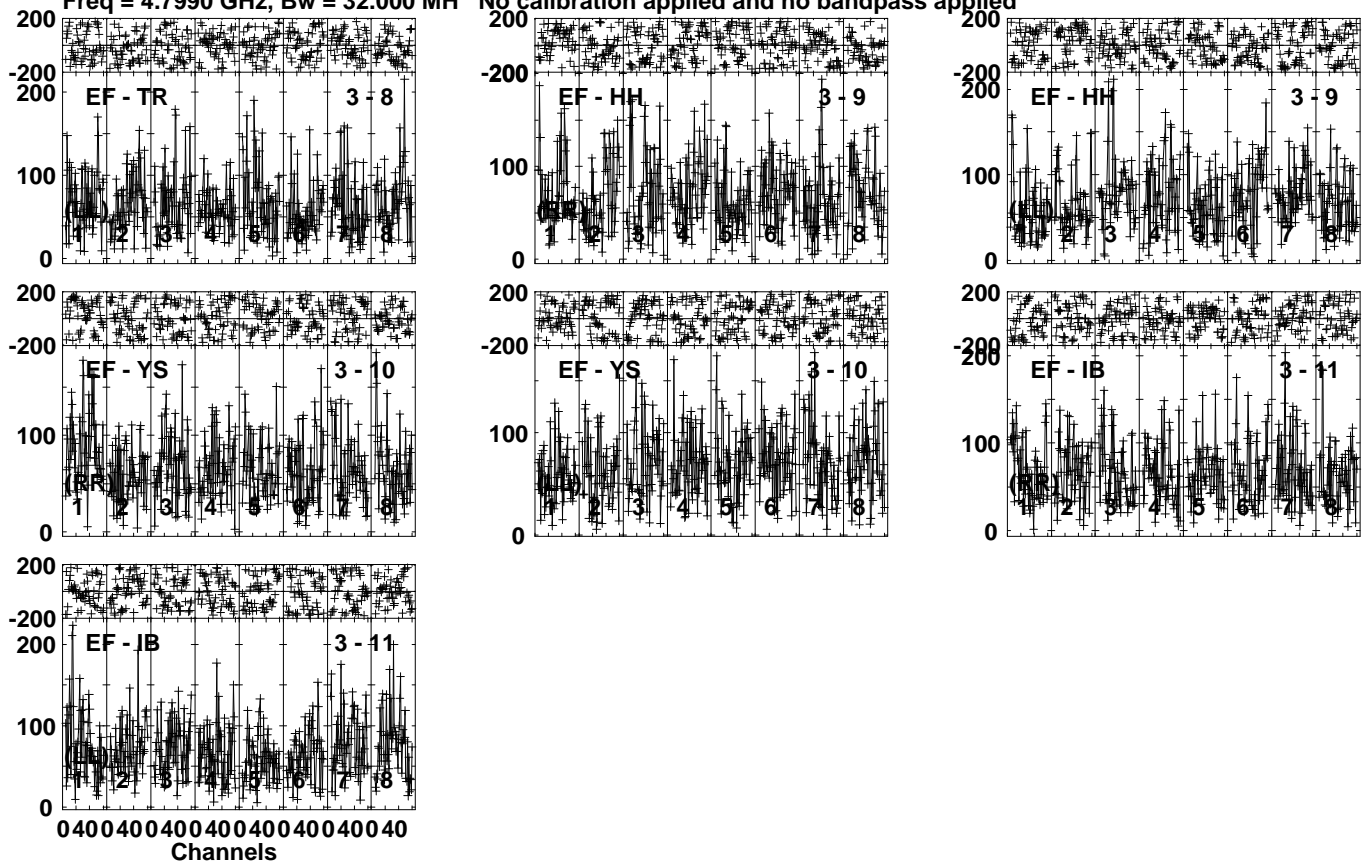 Freq = 4.7990 GHz, Bw = 32.000 MH No calibration applied and no bandpass applied
200
-200
200
100
0
EF - TR 3 - 8
(LL)
1 2 3 4 5 6 7 8
200
-200
100
0
EF - HH 3 - 9
(RR)
1 2 3 4 5 6 7 8
200
-200
200
100
0
EF - HH 3 - 9
(LL)
1 2 3 4 5 6 7 8
200
-200
100
0
EF - YS 3 - 10
(RR)
1 2 3 4 5 6 7 8
200
-200
100
0
EF - YS 3 - 10
(LL)
1 2 3 4 5 6 7 8
200
-200
200
100
0
EF - IB 3 - 11
(RR)
1 2 3 4 5 6 7 8
200
-200
200
100
0
EF - IB 3 - 11
(LL)
1 2 3 4 5 6 7 8
0 40 0 40 0 40 0 40 0 40 0 40 0 40 0 40
Channels